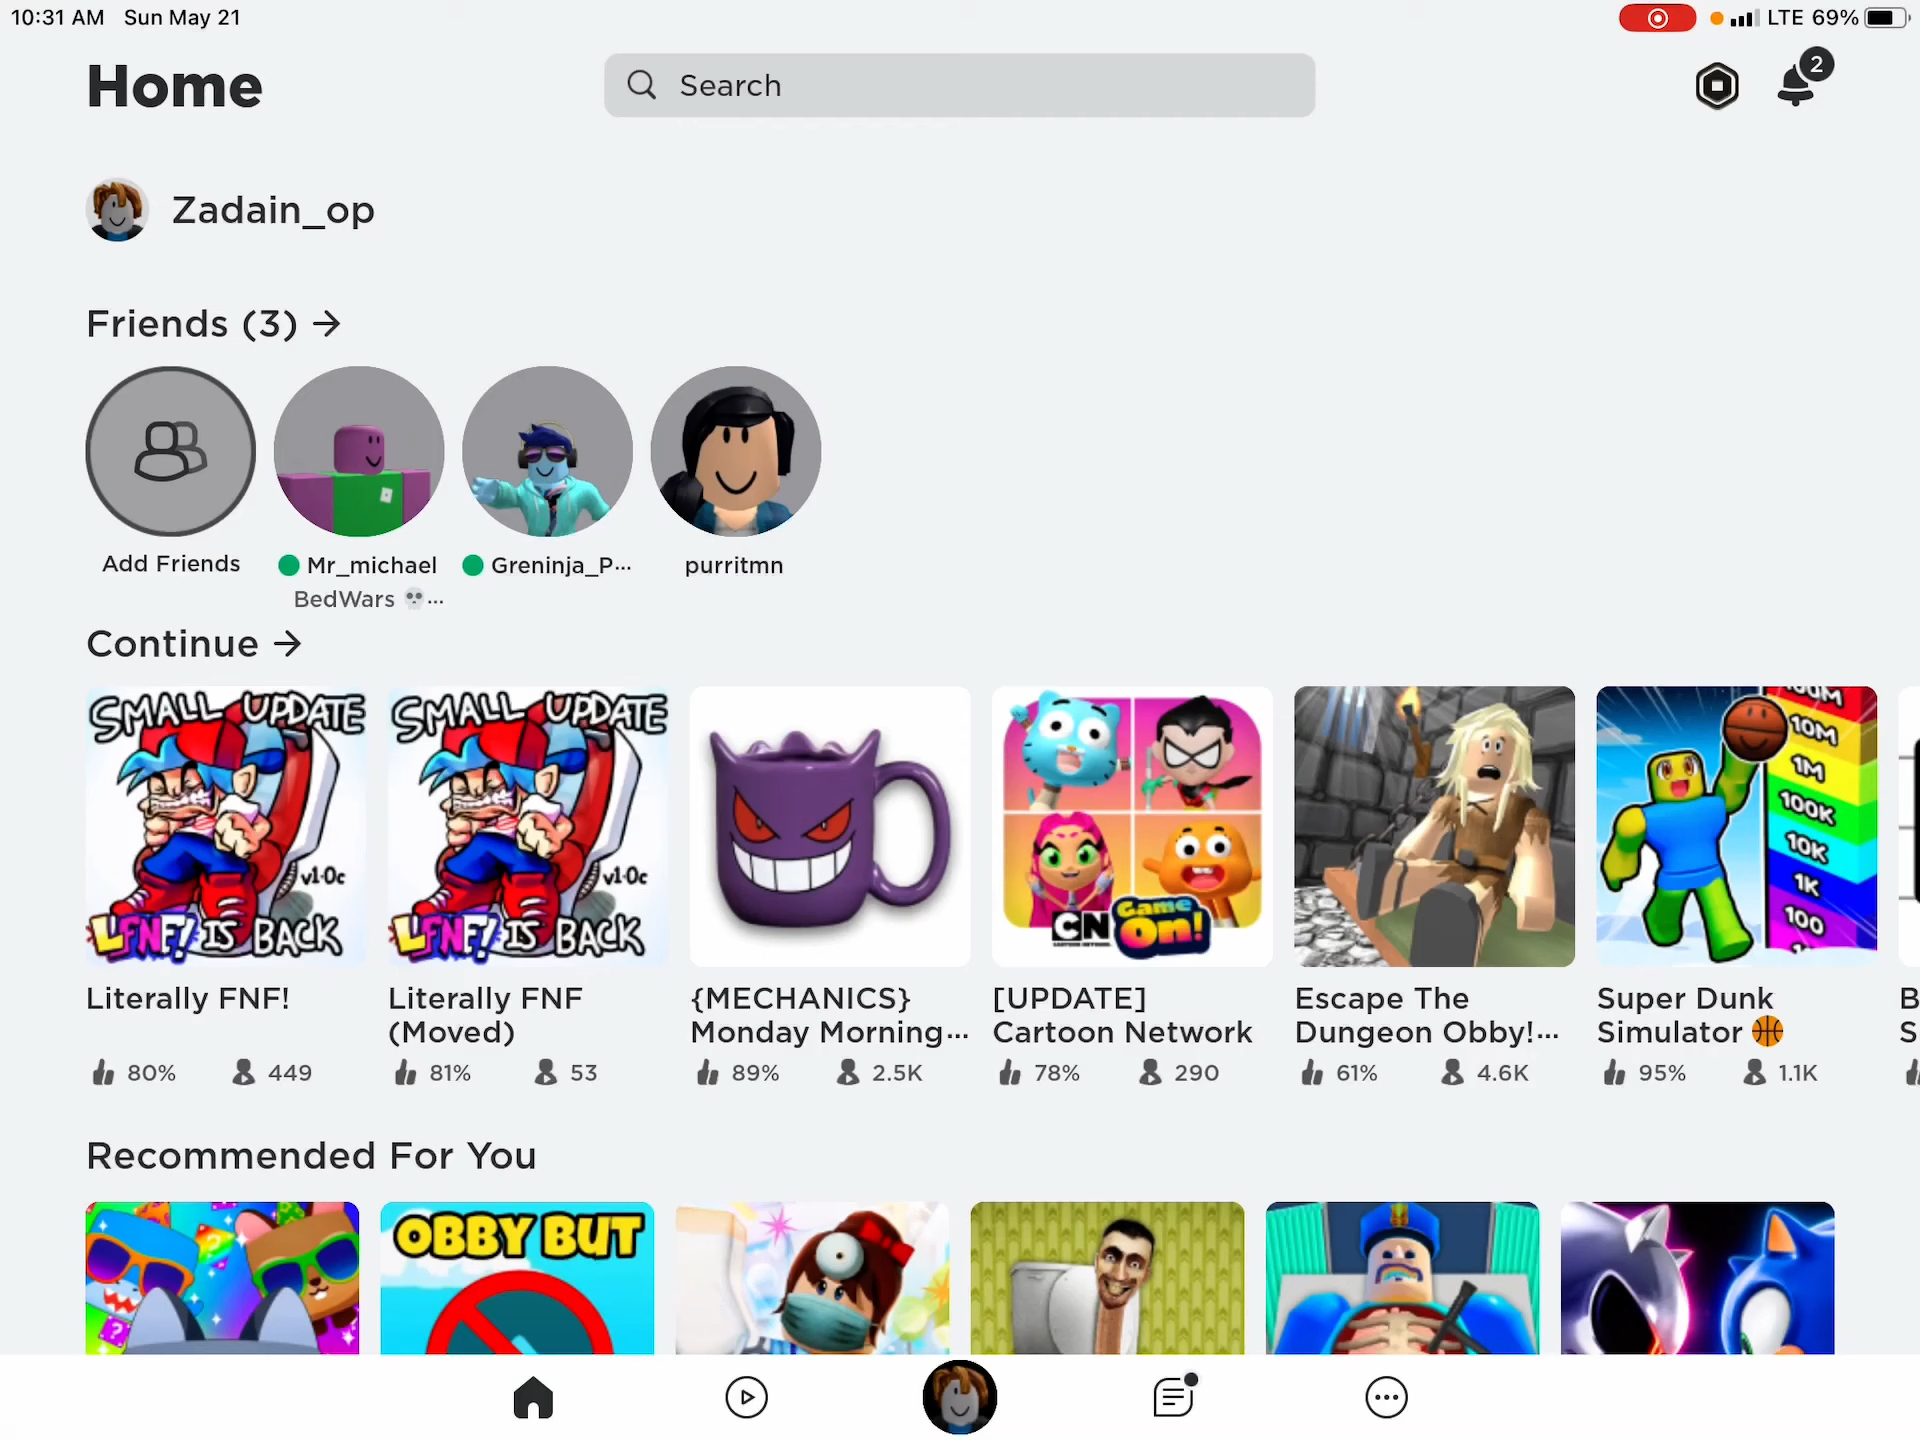 10:31 AM Sun May 21
LTE 69%
Home
Search
2
Zadain_op
Friends (3) →
Add Friends
Mr_michael
Greninja_P...
purritmn
BedWars 💀...
Continue →
SMALL UPDATE
v1.0c
LFNF! IS BACK
SMALL UPDATE
v1.0c
LFNF! IS BACK
CN
CARTOON NETWORK
Game On!
100M
10M
1M
100K
10K
1K
100
Literally FNF!
80% 449
Literally FNF
(Moved)
81% 53
{MECHANICS}
Monday Morning...
89% 2.5K
[UPDATE]
Cartoon Network
78% 290
Escape The
Dungeon Obby!...
61% 4.6K
Super Dunk
Simulator 🏀
95% 1.1K
B
S
Recommended For You
OBBY BUT